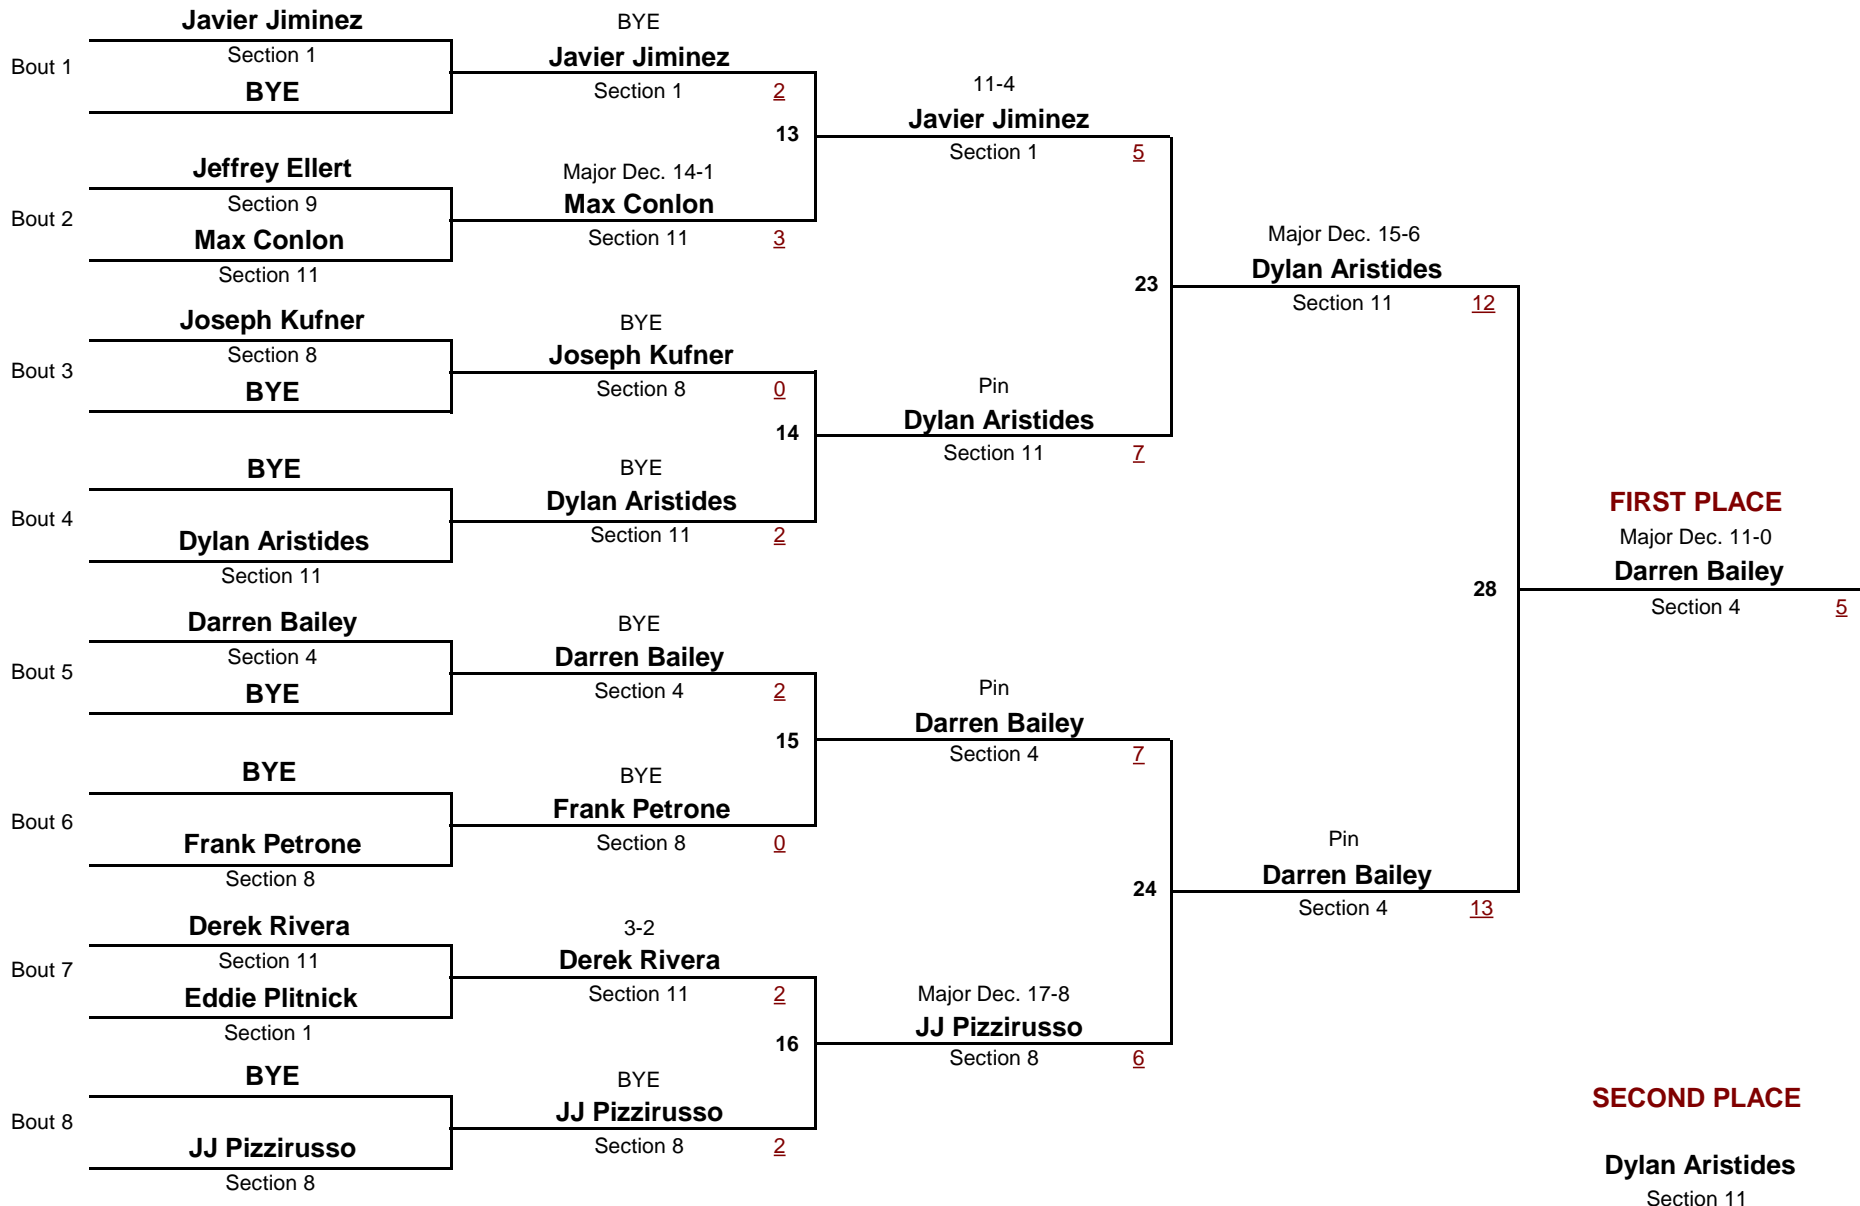 Javier Jiminez
Bout 1
Section 1
BYE
Jeffrey Ellert
Bout 2
Section 9
Max Conlon
Section 11
Joseph Kufner
Bout 3
Section 8
BYE
BYE
Bout 4
Dylan Aristides
Section 11
Darren Bailey
Bout 5
Section 4
BYE
BYE
Bout 6
Frank Petrone
Section 8
Derek Rivera
Bout 7
Section 11
Eddie Plitnick
Section 1
BYE
Bout 8
JJ Pizzirusso
Section 8
BYE
Javier Jiminez
Section 1 2
13
Major Dec. 14-1
Max Conlon
Section 11 3
BYE
Joseph Kufner
Section 8 0
14
BYE
Dylan Aristides
Section 11 2
BYE
Darren Bailey
Section 4 2
15
BYE
Frank Petrone
Section 8 0
3-2
Derek Rivera
Section 11 2
16
BYE
JJ Pizzirusso
Section 8 2
11-4
Javier Jiminez
Section 1 5
23
Pin
Dylan Aristides
Section 11 7
Pin
Darren Bailey
Section 4 7
24
Major Dec. 17-8
JJ Pizzirusso
Section 8 6
Major Dec. 15-6
Dylan Aristides
Section 11 12
28
Pin
Darren Bailey
Section 4 13
FIRST PLACE
Major Dec. 11-0
Darren Bailey
Section 4 5
SECOND PLACE
Dylan Aristides
Section 11